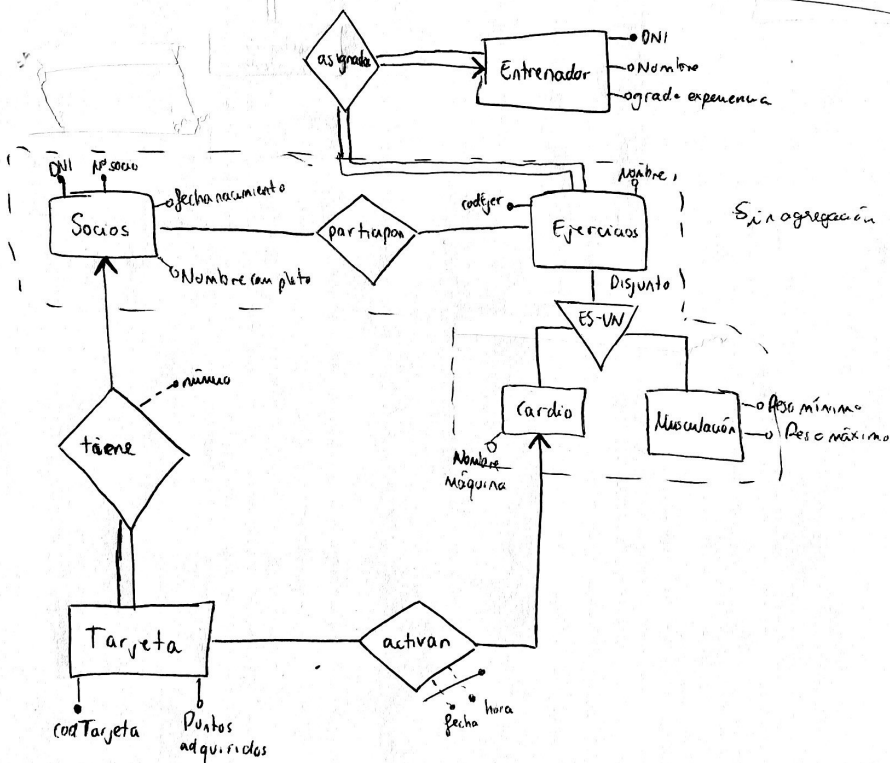 DNI
asignado
Entrenador
Nombre
grado experiencia
DNI
Nº socio
fecha nacimiento
Nombre
codEjer
Socios
participan
Ejercicios
Sin agregación
Nombre completo
Disjunto
ES-UN
número
Cardio
Musculación
Peso mínimo
Peso máximo
Nombre
máquina
tiene
Tarjeta
activan
hora
fecha
codTarjeta
Puntos
adquiridos